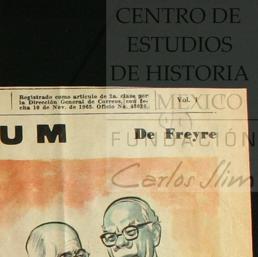 CENTRO DE
ESTUDIOS
DE HISTORIA
MÉXICO
FUNDACIÓN
Carlos Slim
Registrado como artículo de 2a. clase por
la Dirección General de Correos, con fe-
cha 10 de Nov. de 1965. Oficio No.
Vol. 1
UM
De Freyre